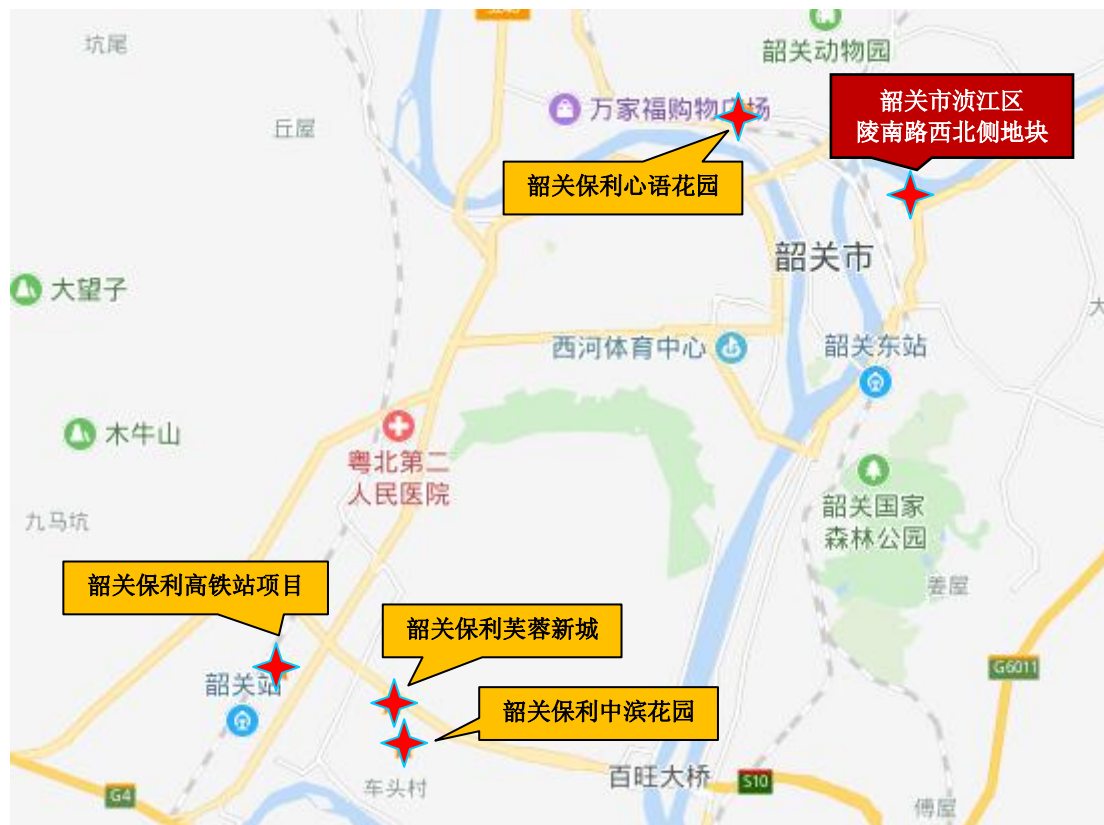 坑尾
韶关动物园
万家福购物广场
韶关市浈江区
陵南路西北侧地块
丘屋
韶关保利心语花园
韶关市
大望子
大
西河体育中心
韶关东站
木牛山
粤北第二
人民医院
韶关国家
森林公园
九马坑
韶关保利高铁站项目
姜屋
韶关保利芙蓉新城
G6011
韶关站
韶关保利中滨花园
百旺大桥
S10
车头村
G4
傅屋